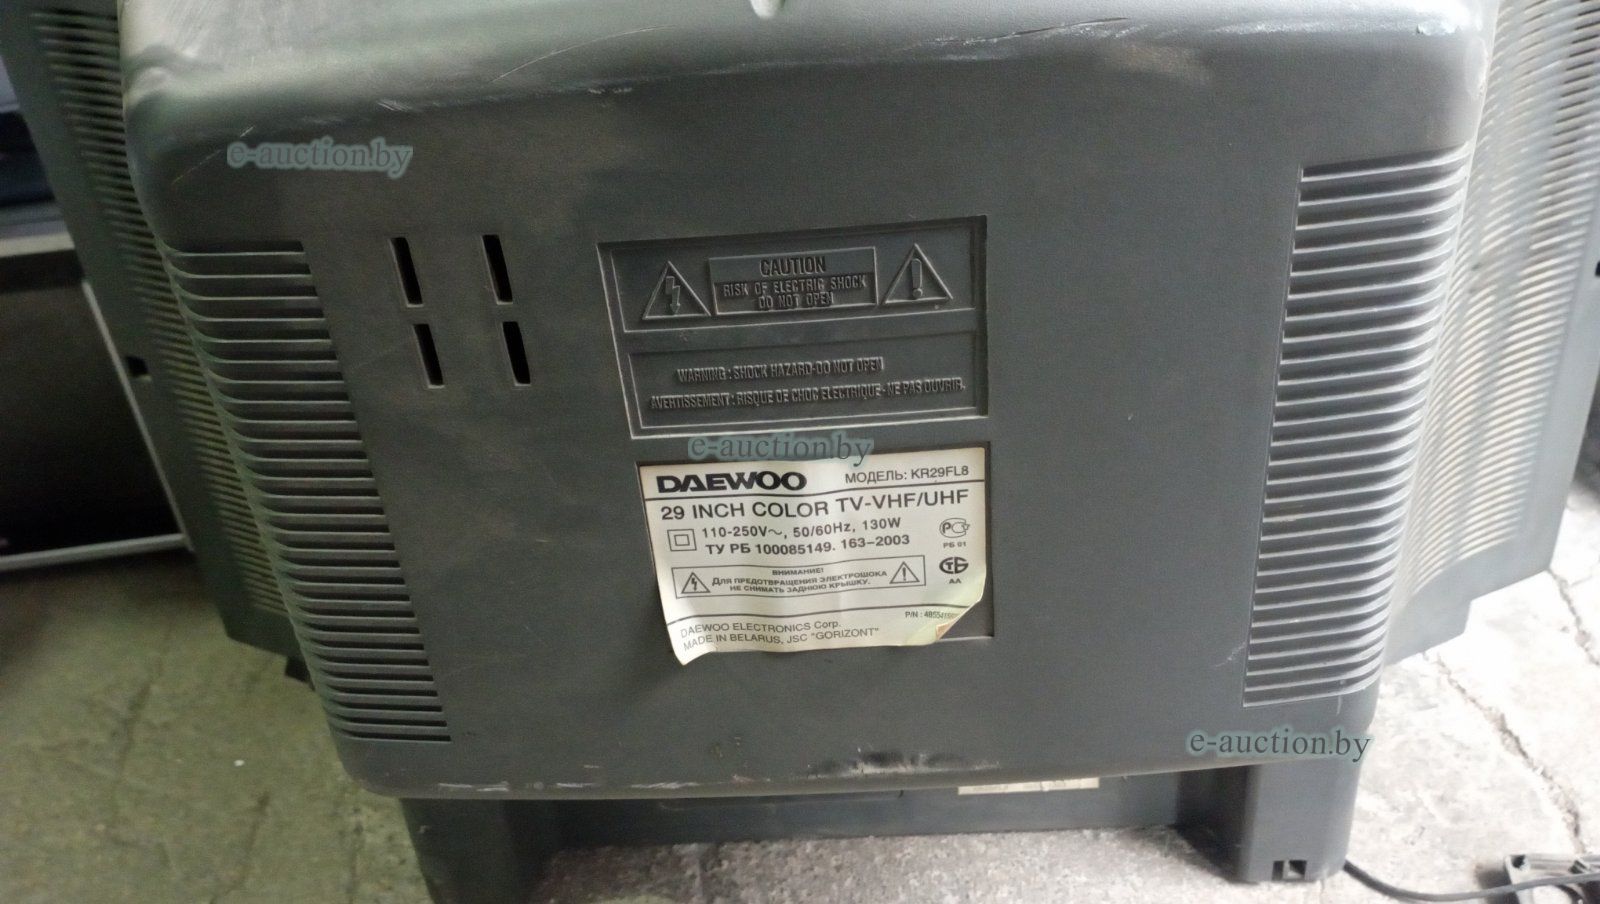 e-auction.by
CAUTION
RISK OF ELECTRIC SHOCK
DO NOT OPEN
WARNING : SHOCK HAZARD-DO NOT OPEN
AVERTISSEMENT : RISQUE DE CHOC ELECTRIQUE - NE PAS OUVRIR.
e-auction.by
DAEWOO МОДЕЛЬ: KR29FL8
29 INCH COLOR TV-VHF/UHF
110-250V~, 50/60Hz, 130W
ТУ РБ 100085149. 163-2003
РБ 01
ВНИМАНИЕ!
ДЛЯ ПРЕДОТВРАЩЕНИЯ ЭЛЕКТРОШОКА
НЕ СНИМАТЬ ЗАДНЮЮ КРЫШКУ.
АА
P/N :
DAEWOO ELECTRONICS Corp.
MADE IN BELARUS, JSC "GORIZONT"
e-auction.by